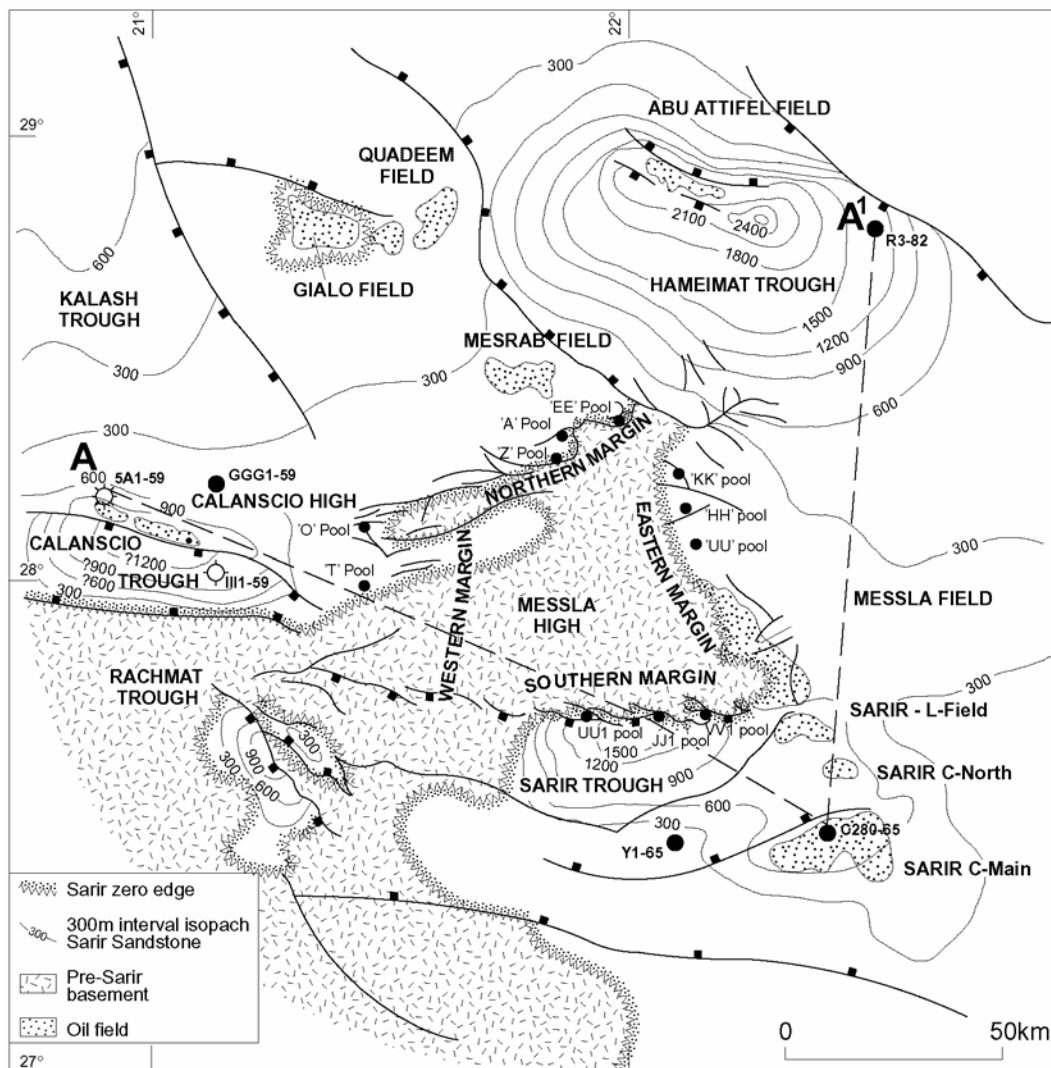 21°
22°
300
ABU ATTIFEL FIELD
29°
QUADEEM
FIELD
600
KALASH
TROUGH
GIALO FIELD
2100
2400
1800
A¹
R3-82
HAMEIMAT TROUGH
1500
1200
900
600
300
300
MESRAB FIELD
300
'EE' Pool
'A' Pool
'Z' Pool
NORTHERN MARGIN
A
600
5A1-59
900
GGG1-59
CALANSCIO HIGH
'O' Pool
'KK' pool
'HH' pool
'UU' pool
EASTERN MARGIN
300
CALANSCIO
TROUGH
?1200
?900
?600
300
III1-59
28°
'T' Pool
WESTERN MARGIN
MESSLA
HIGH
MESSLA FIELD
RACHMAT
TROUGH
SOUTHERN MARGIN
300
SARIR - L-Field
300
300
900
600
UU1 pool
JJ1 pool
VV1 pool
1500
1200
900
SARIR TROUGH
600
300
SARIR C-North
Y1-65
C280-65
SARIR C-Main
Sarir zero edge
300
300m interval isopach
Sarir Sandstone
Pre-Sarir
basement
Oil field
0
50km
27°